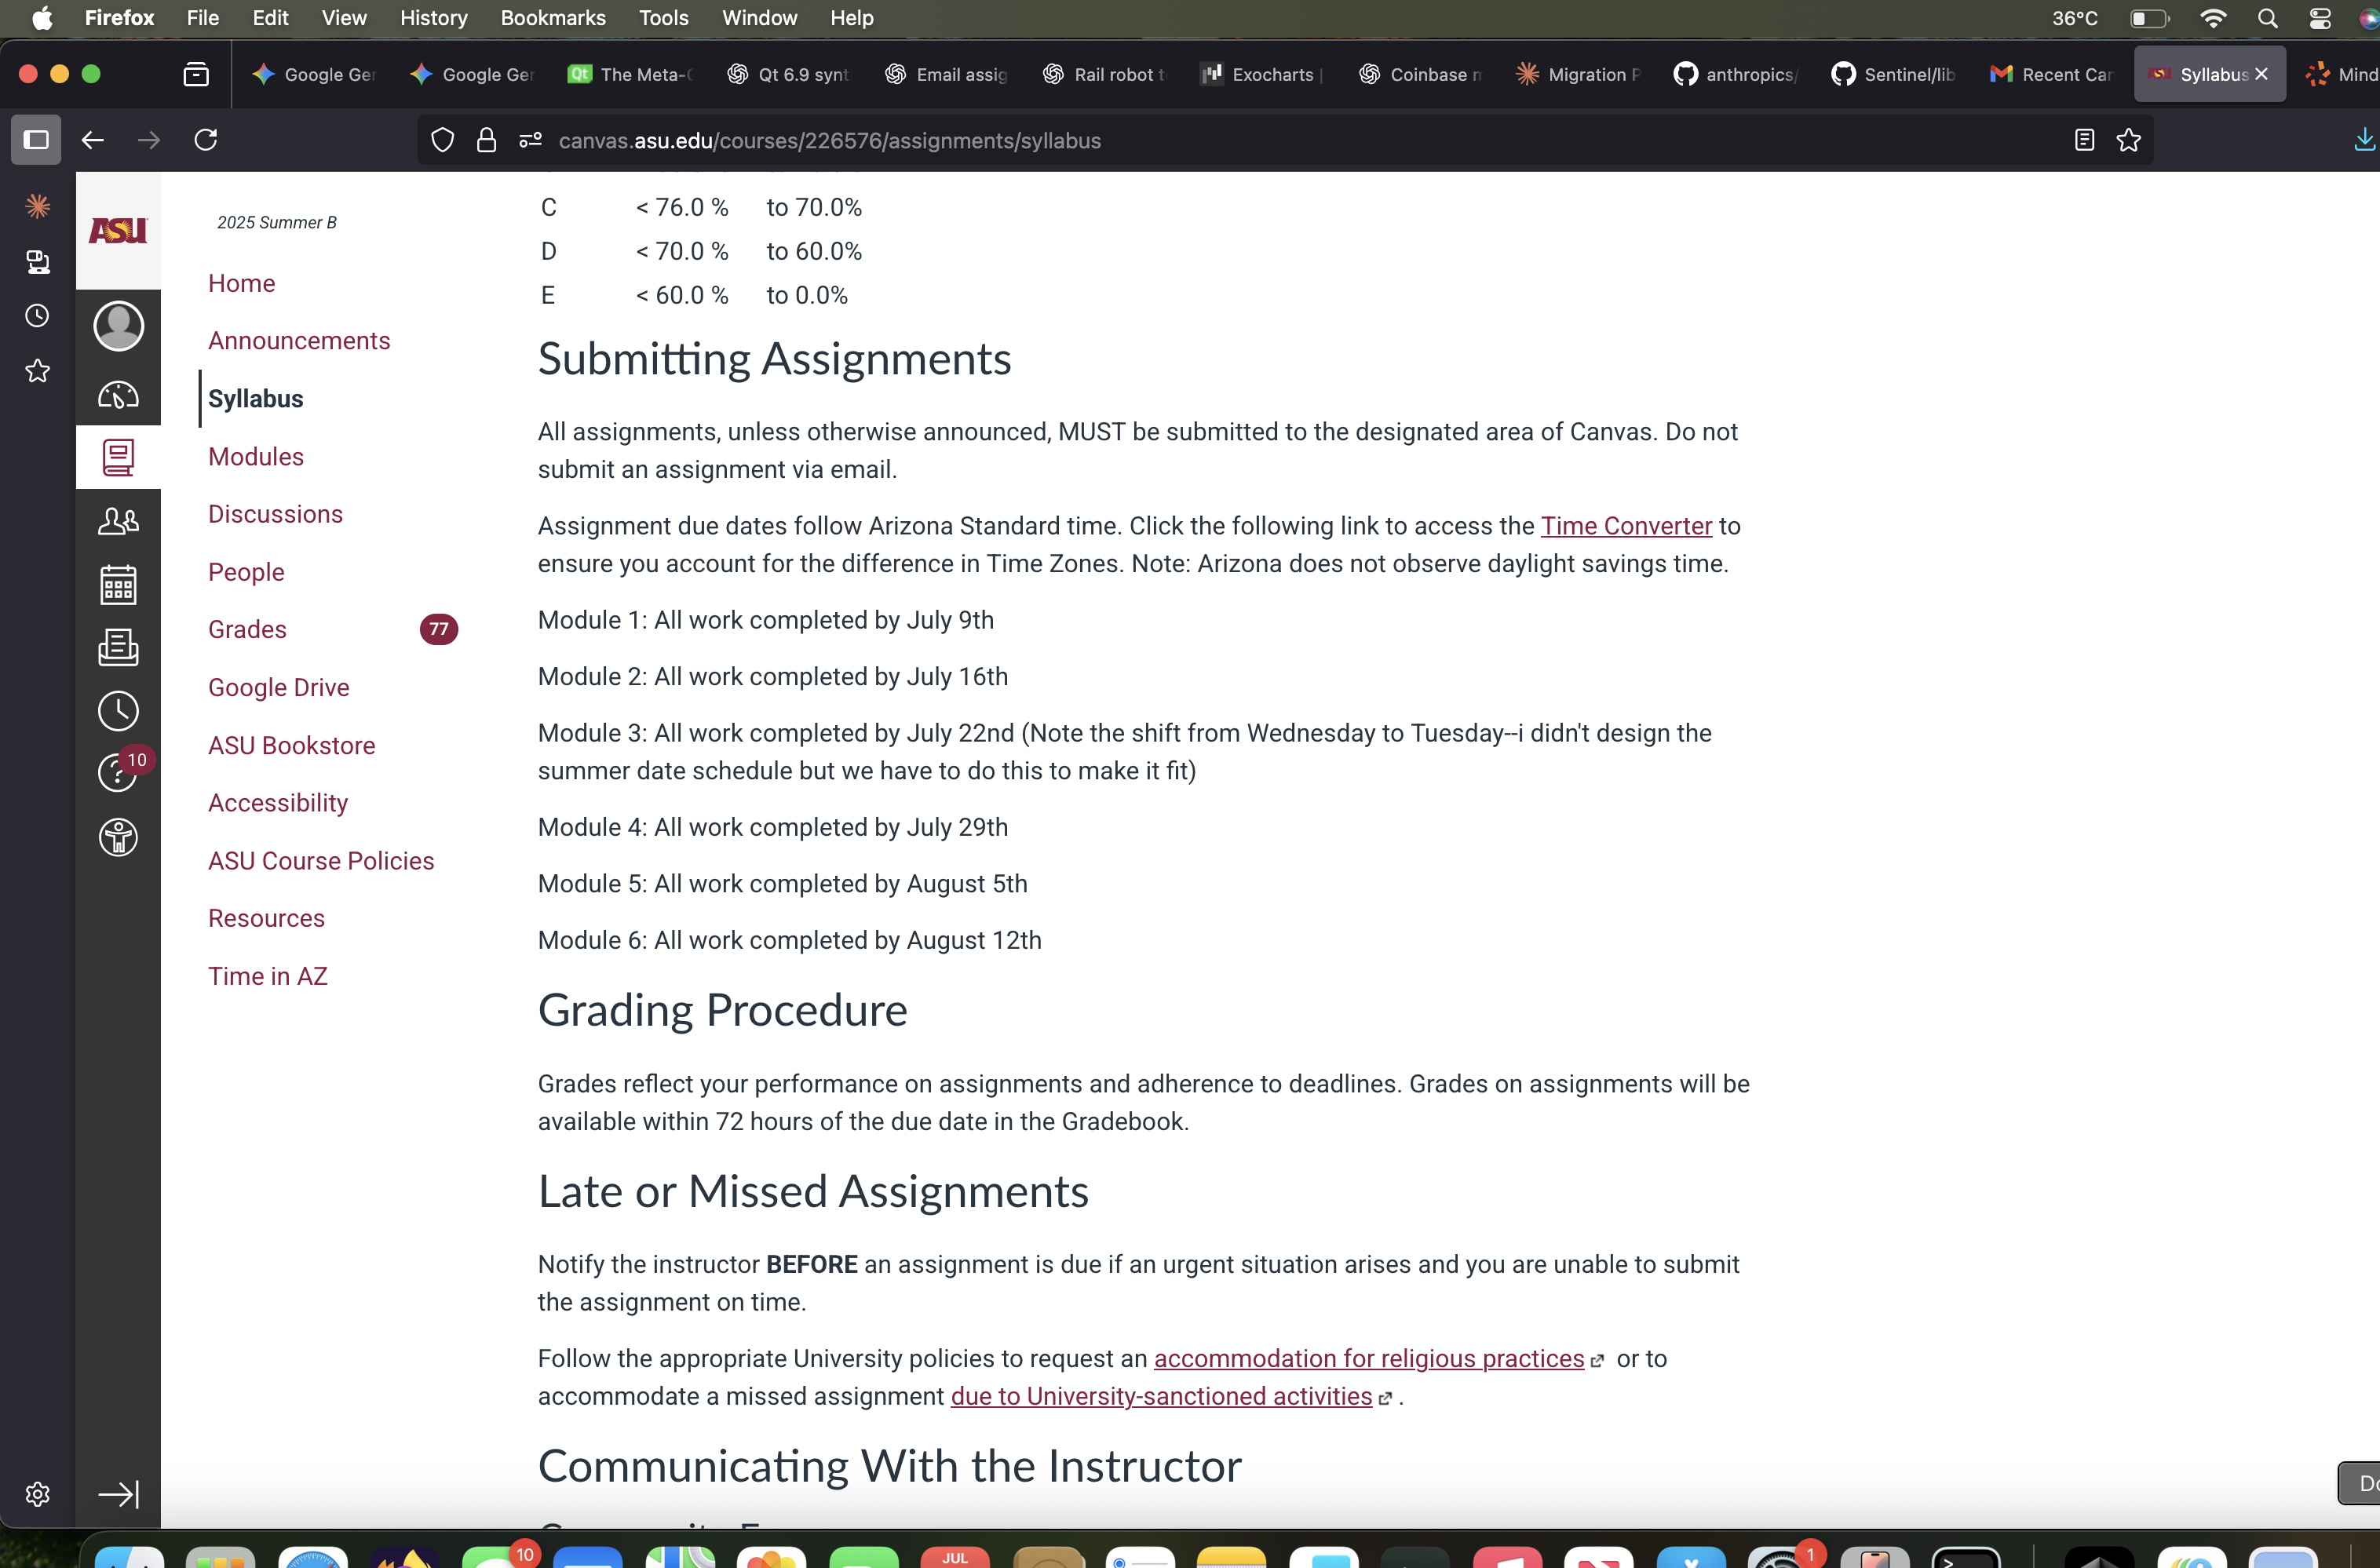 Firefox File Edit View History Bookmarks Tools Window Help 36°C
Google Ger Google Ger The Meta- Qt 6.9 synt Email assig Rail robot t Exocharts | Coinbase n Migration P anthropics/ Sentinel/lib Recent Car Syllabus Mind
canvas.asu.edu/courses/226576/assignments/syllabus
ASU
10
2025 Summer B
Home
Announcements
Syllabus
Modules
Discussions
People
Grades 77
Google Drive
ASU Bookstore
Accessibility
ASU Course Policies
Resources
Time in AZ
C < 76.0 % to 70.0%
D < 70.0 % to 60.0%
E < 60.0 % to 0.0%
Submitting Assignments
All assignments, unless otherwise announced, MUST be submitted to the designated area of Canvas. Do not
submit an assignment via email.
Assignment due dates follow Arizona Standard time. Click the following link to access the Time Converter to
ensure you account for the difference in Time Zones. Note: Arizona does not observe daylight savings time.
Module 1: All work completed by July 9th
Module 2: All work completed by July 16th
Module 3: All work completed by July 22nd (Note the shift from Wednesday to Tuesday--i didn't design the
summer date schedule but we have to do this to make it fit)
Module 4: All work completed by July 29th
Module 5: All work completed by August 5th
Module 6: All work completed by August 12th
Grading Procedure
Grades reflect your performance on assignments and adherence to deadlines. Grades on assignments will be
available within 72 hours of the due date in the Gradebook.
Late or Missed Assignments
Notify the instructor BEFORE an assignment is due if an urgent situation arises and you are unable to submit
the assignment on time.
Follow the appropriate University policies to request an accommodation for religious practices or to
accommodate a missed assignment due to University-sanctioned activities .
Communicating With the Instructor
Do
10 JUL 1